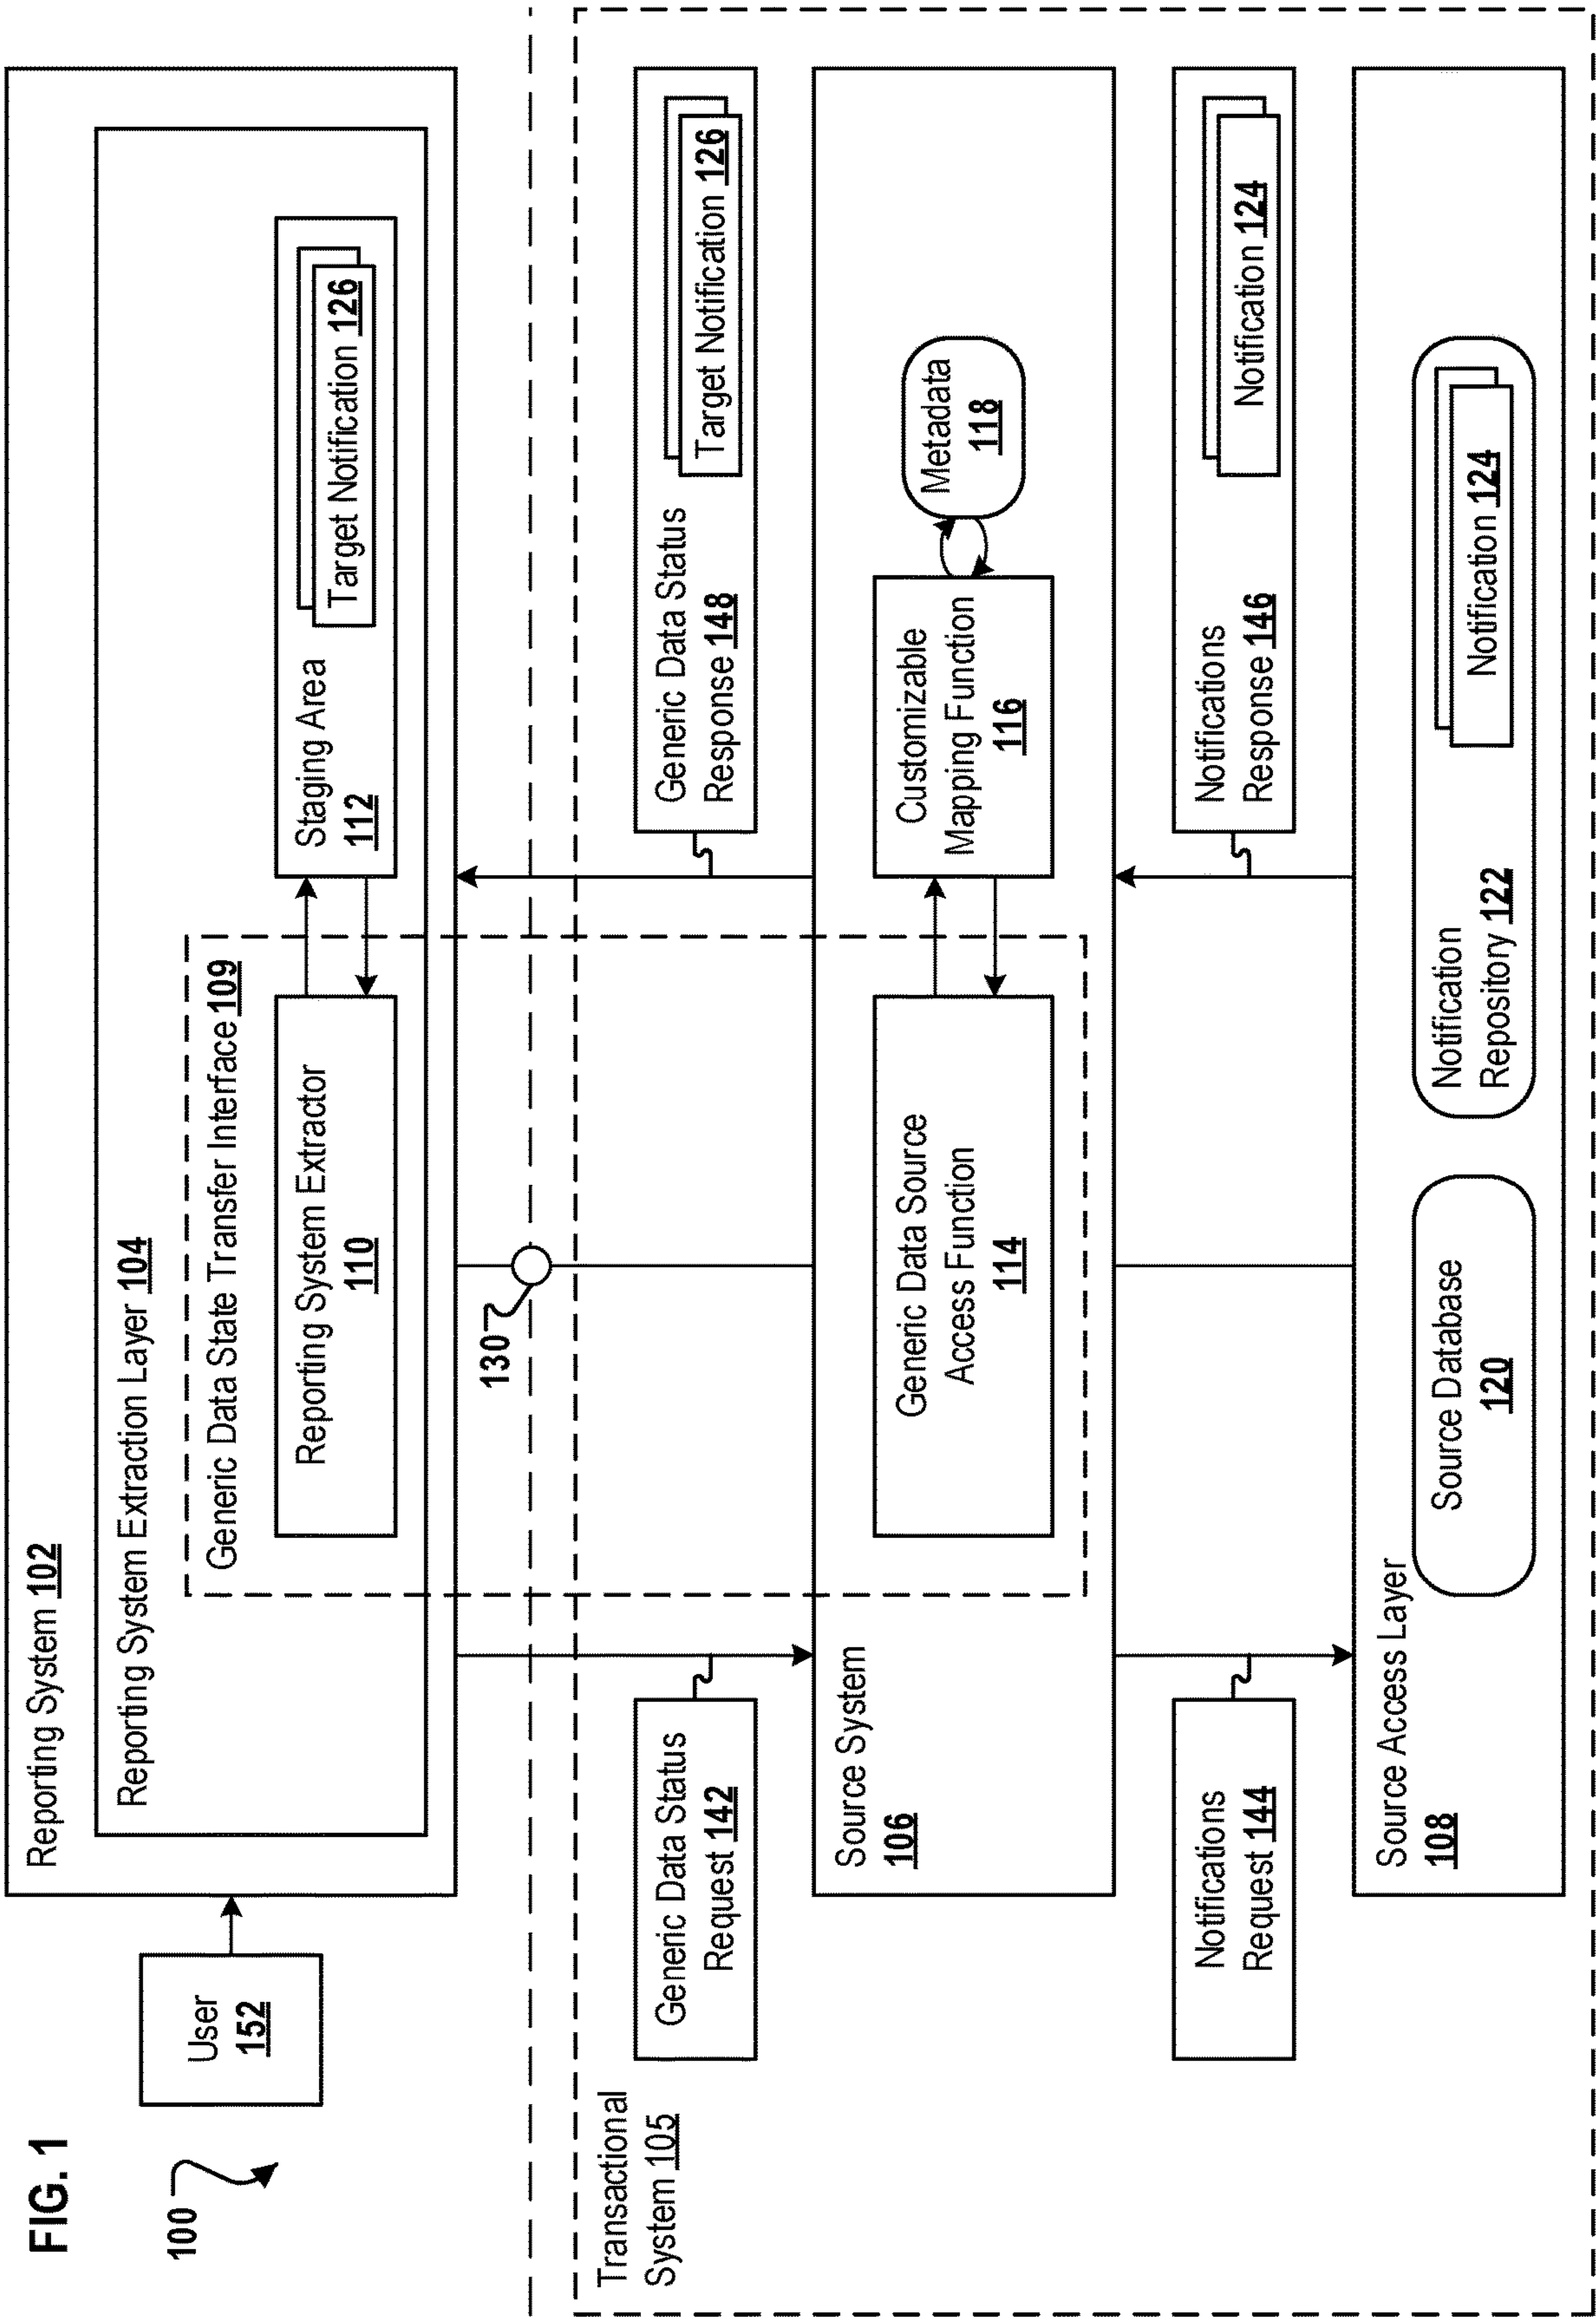 FIG. 1
100
User
152
Reporting System 102
Reporting System Extraction Layer 104
Generic Data State Transfer Interface 109
Reporting System Extractor
110
Staging Area
112
Target Notification 126
130
Transactional
System 105
Generic Data Status
Request 142
Generic Data Status
Response 148
Target Notification 126
Source System
106
Generic Data Source
Access Function
114
Customizable
Mapping Function
116
Metadata
118
Notifications
Request 144
Notifications
Response 146
Notification 124
Source Access Layer
108
Source Database
120
Notification
Repository 122
Notification 124